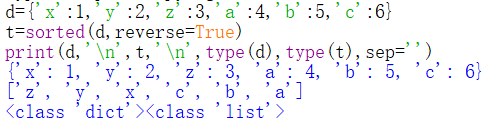 d={'x':1,'y':2,'z':3,'a':4,'b':5,'c':6}
t=sorted(d,reverse=True)
print(d,'\n',t,'\n',type(d),type(t),sep='')
{'x': 1, 'y': 2, 'z': 3, 'a': 4, 'b': 5, 'c': 6}
['z', 'y', 'x', 'c', 'b', 'a']
<class 'dict'><class 'list'>